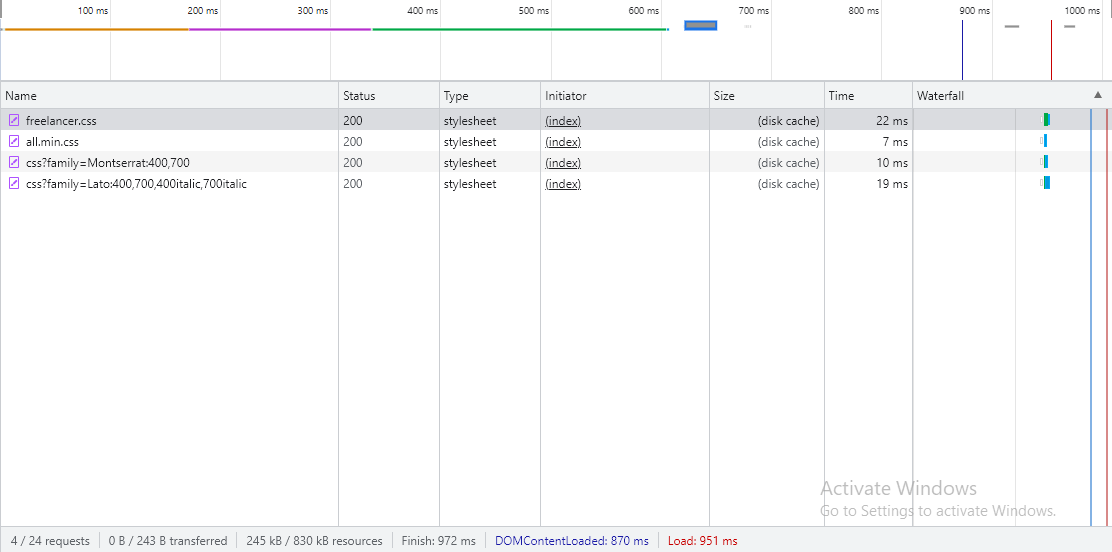 100 ms 200 ms 300 ms 400 ms 500 ms 600 ms 700 ms 800 ms 900 ms 1000 ms
Name Status Type Initiator Size Time Waterfall
freelancer.css 200 stylesheet (index) (disk cache) 22 ms
all.min.css 200 stylesheet (index) (disk cache) 7 ms
css?family=Montserrat:400,700 200 stylesheet (index) (disk cache) 10 ms
css?family=Lato:400,700,400italic,700italic 200 stylesheet (index) (disk cache) 19 ms
Activate Windows
Go to Settings to activate Windows.
4 / 24 requests 0 B / 243 B transferred 245 kB / 830 kB resources Finish: 972 ms DOMContentLoaded: 870 ms Load: 951 ms